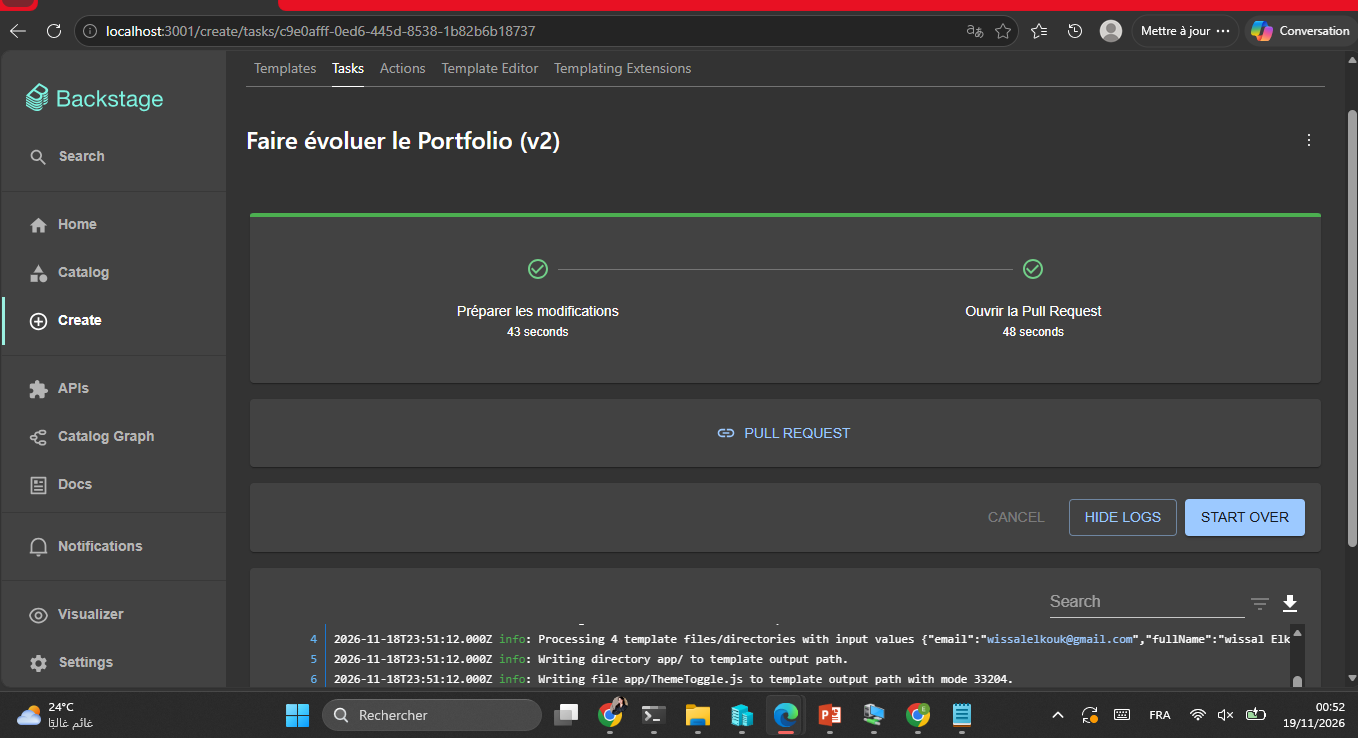 localhost:3001/create/tasks/c9e0afff-0ed6-445d-8538-1b82b6b18737
Mettre à jour
Conversation
Backstage
Search
Home
Catalog
Create
APIs
Catalog Graph
Docs
Notifications
Visualizer
Settings
Templates Tasks Actions Template Editor Templating Extensions
Faire évoluer le Portfolio (v2)
Préparer les modifications
43 seconds
Ouvrir la Pull Request
48 seconds
PULL REQUEST
CANCEL HIDE LOGS START OVER
Search
4 2026-11-18T23:51:12.000Z info: Processing 4 template files/directories with input values {"email":"wissalelkouk@gmail.com","fullName":"wissal Elk
5 2026-11-18T23:51:12.000Z info: Writing directory app/ to template output path.
6 2026-11-18T23:51:12.000Z info: Writing file app/ThemeToggle.js to template output path with mode 33204.
24°C
غائم غالبًا
Rechercher
FRA
00:52
19/11/2026